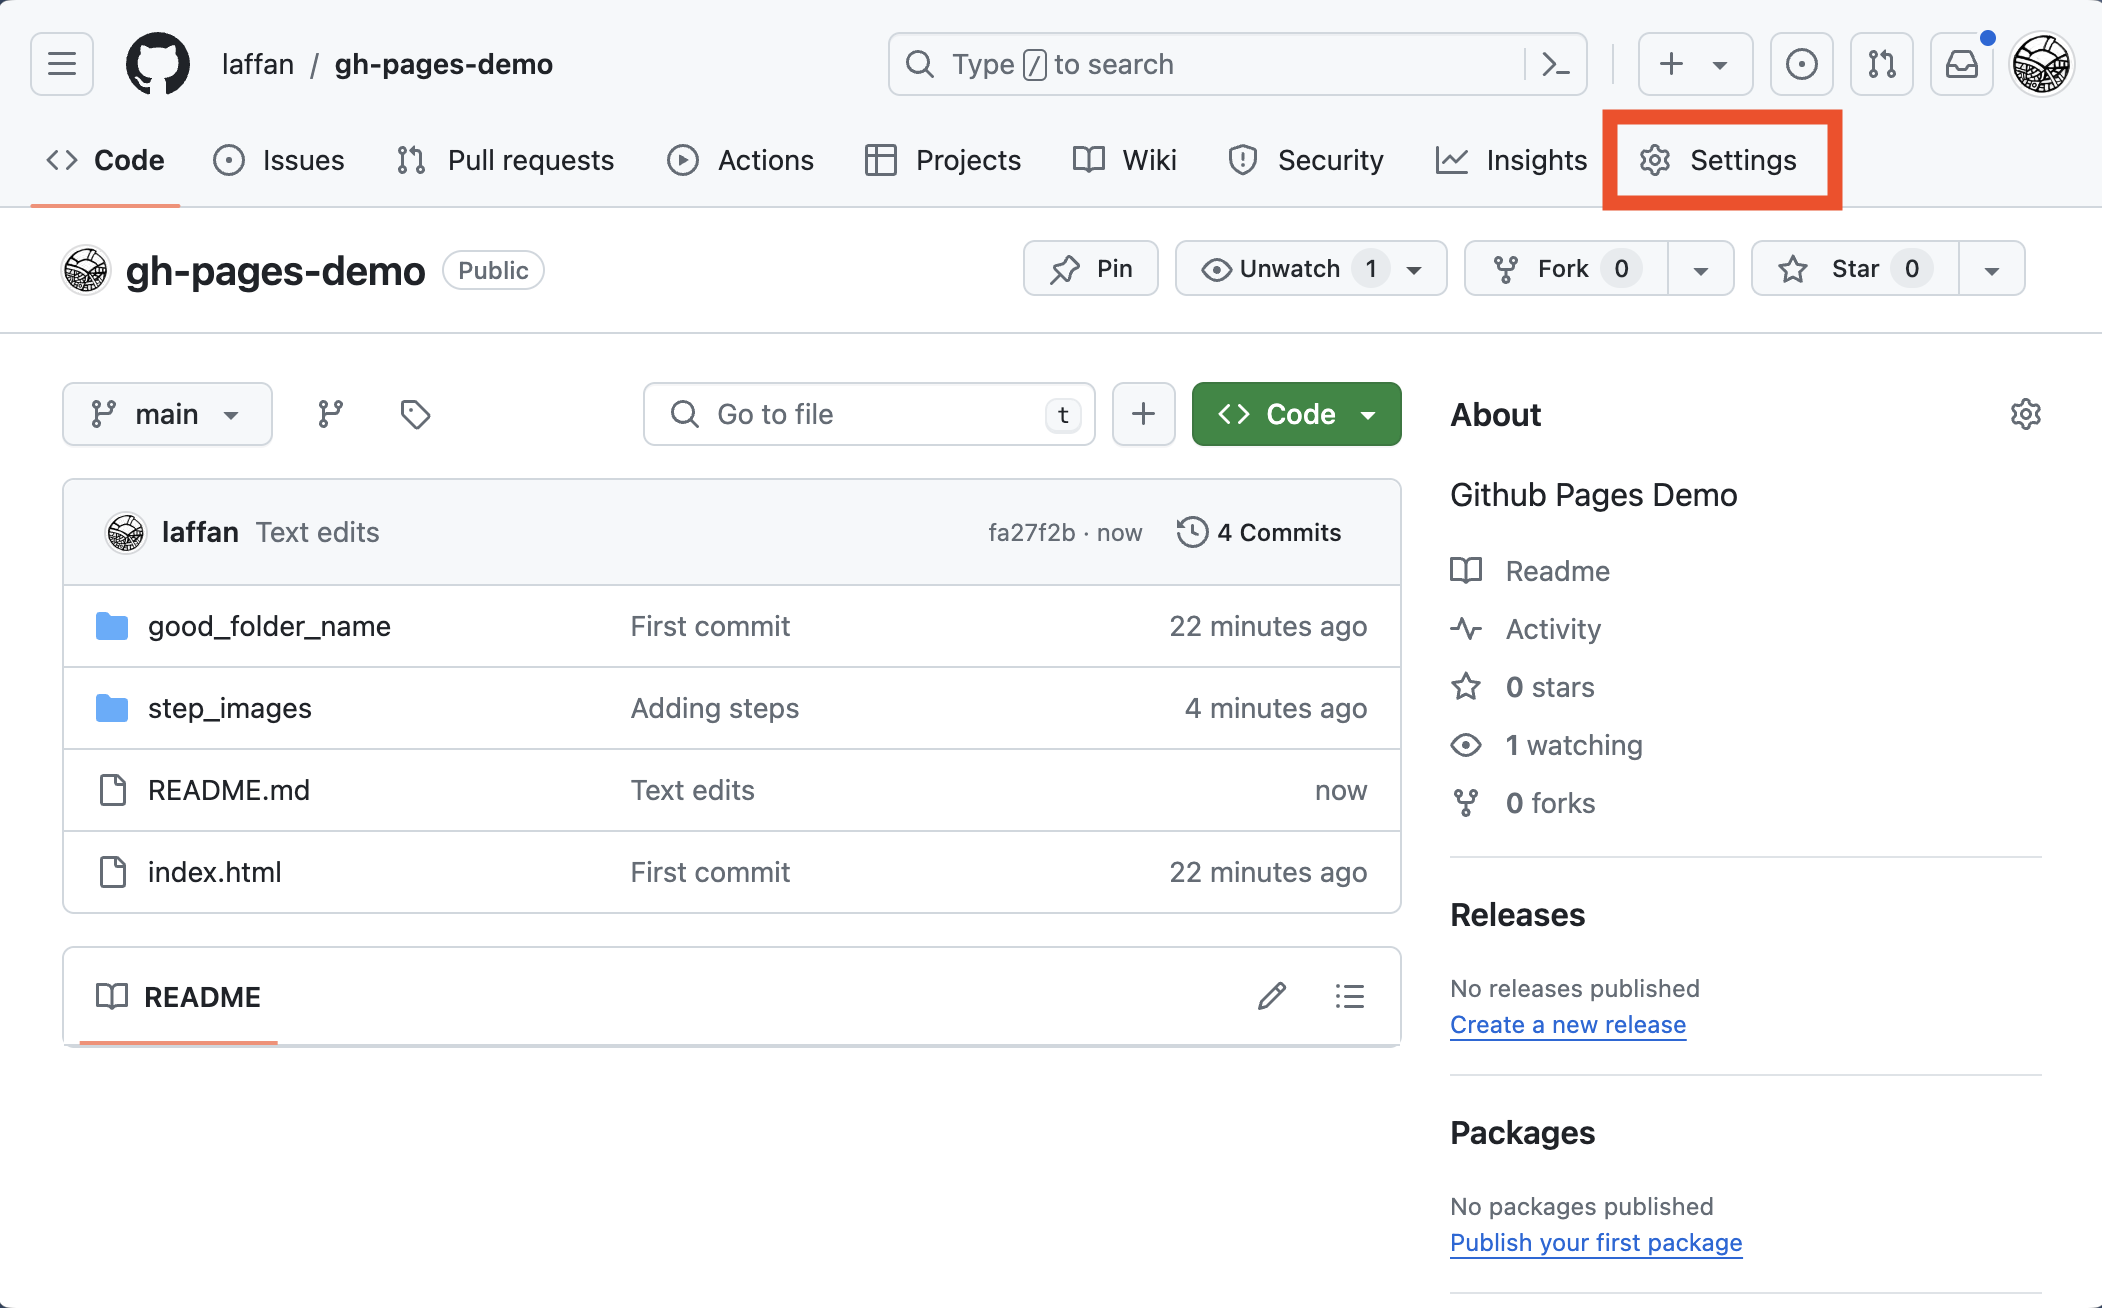 laffan / gh-pages-demo Type / to search
Code Issues Pull requests Actions Projects Wiki Security Insights Settings
gh-pages-demo Public Pin Unwatch 1 Fork 0 Star 0
main Go to file t Code
About
Github Pages Demo
Readme
Activity
0 stars
1 watching
0 forks
laffan Text edits fa27f2b · now 4 Commits
good_folder_name First commit 22 minutes ago
step_images Adding steps 4 minutes ago
README.md Text edits now
index.html First commit 22 minutes ago
README
Releases
No releases published
Create a new release
Packages
No packages published
Publish your first package